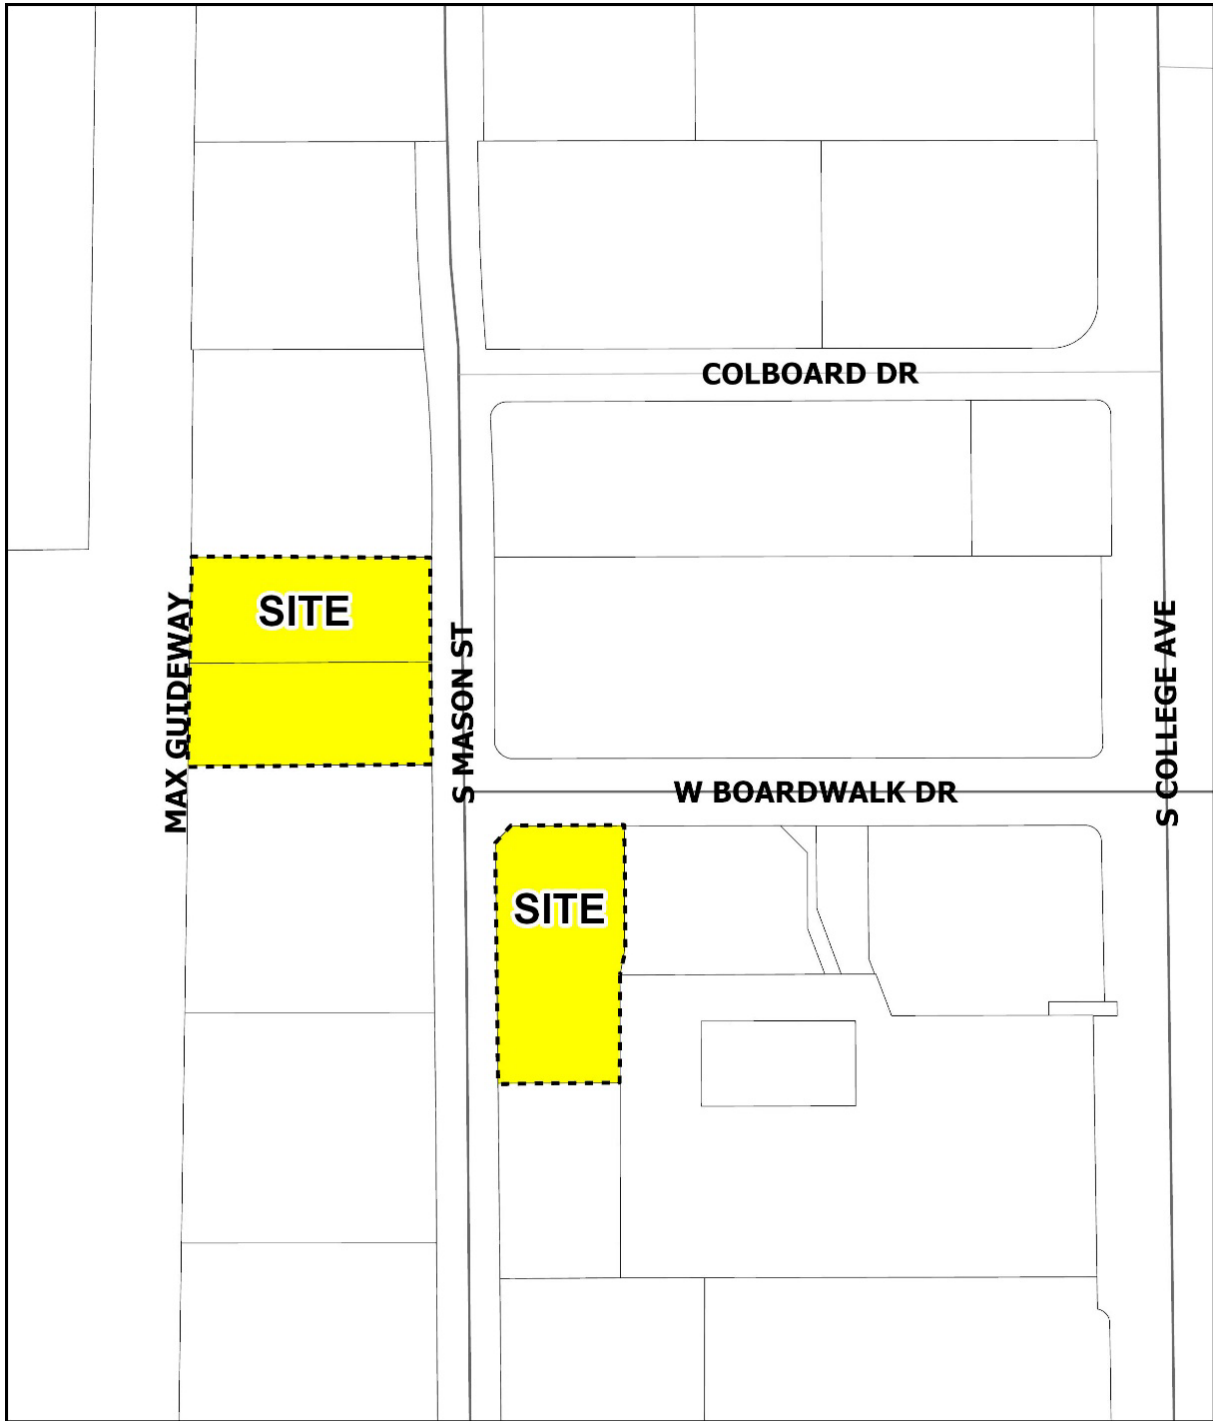 COLBOARD DR
SITE
MAX GUIDEWAY
S MASON ST
S COLLEGE AVE
W BOARDWALK DR
SITE